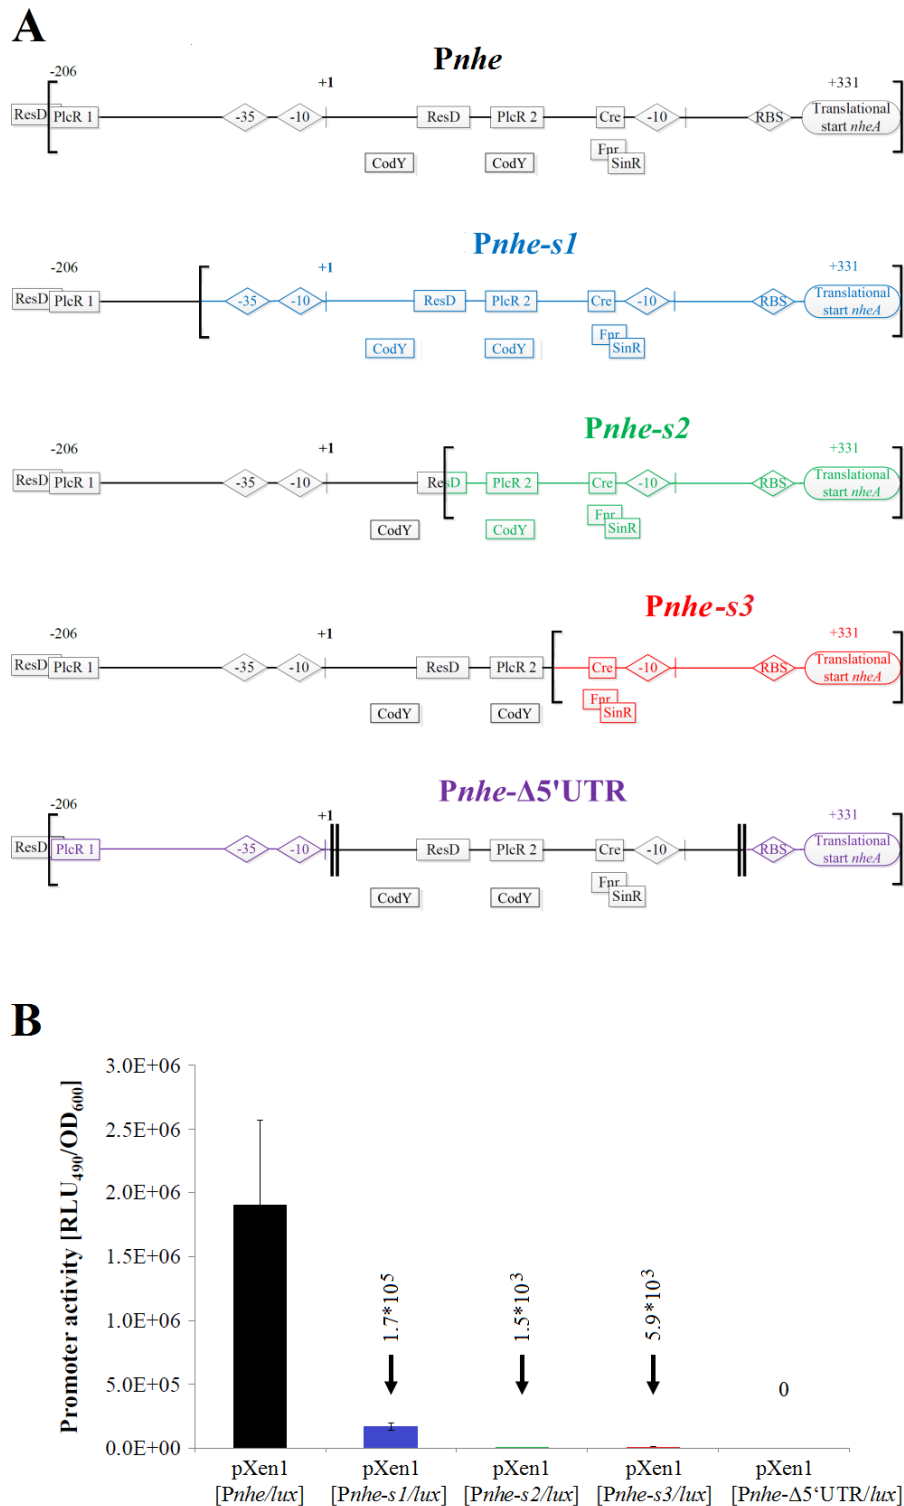 A
Pnhe
-206 +1 +331
ResD PlcR 1 -35 -10 ResD PlcR 2 Cre -10 RBS Translational
start nheA
CodY CodY Fnr
SinR
Pnhe-s1
-206 +1 +331
ResD PlcR 1 -35 -10 ResD PlcR 2 Cre -10 RBS Translational
start nheA
CodY CodY Fnr
SinR
Pnhe-s2
-206 +1 +331
ResD PlcR 1 -35 -10 ResD PlcR 2 Cre -10 RBS Translational
start nheA
CodY CodY Fnr
SinR
Pnhe-s3
-206 +1 +331
ResD PlcR 1 -35 -10 ResD PlcR 2 Cre -10 RBS Translational
start nheA
CodY CodY Fnr
SinR
Pnhe-Δ5'UTR
-206 +1 +331
ResD PlcR 1 -35 -10 ResD PlcR 2 Cre -10 RBS Translational
start nheA
CodY CodY Fnr
SinR
B
Promoter activity [RLU490/OD600]
3.0E+06
2.5E+06
2.0E+06
1.5E+06
1.0E+06
5.0E+05
0.0E+00
1.7*10^5
1.5*10^3
5.9*10^3
0
pXen1 pXen1 pXen1 pXen1 pXen1
[Pnhe/lux] [Pnhe-s1/lux] [Pnhe-s2/lux] [Pnhe-s3/lux] [Pnhe-Δ5‘UTR/lux]